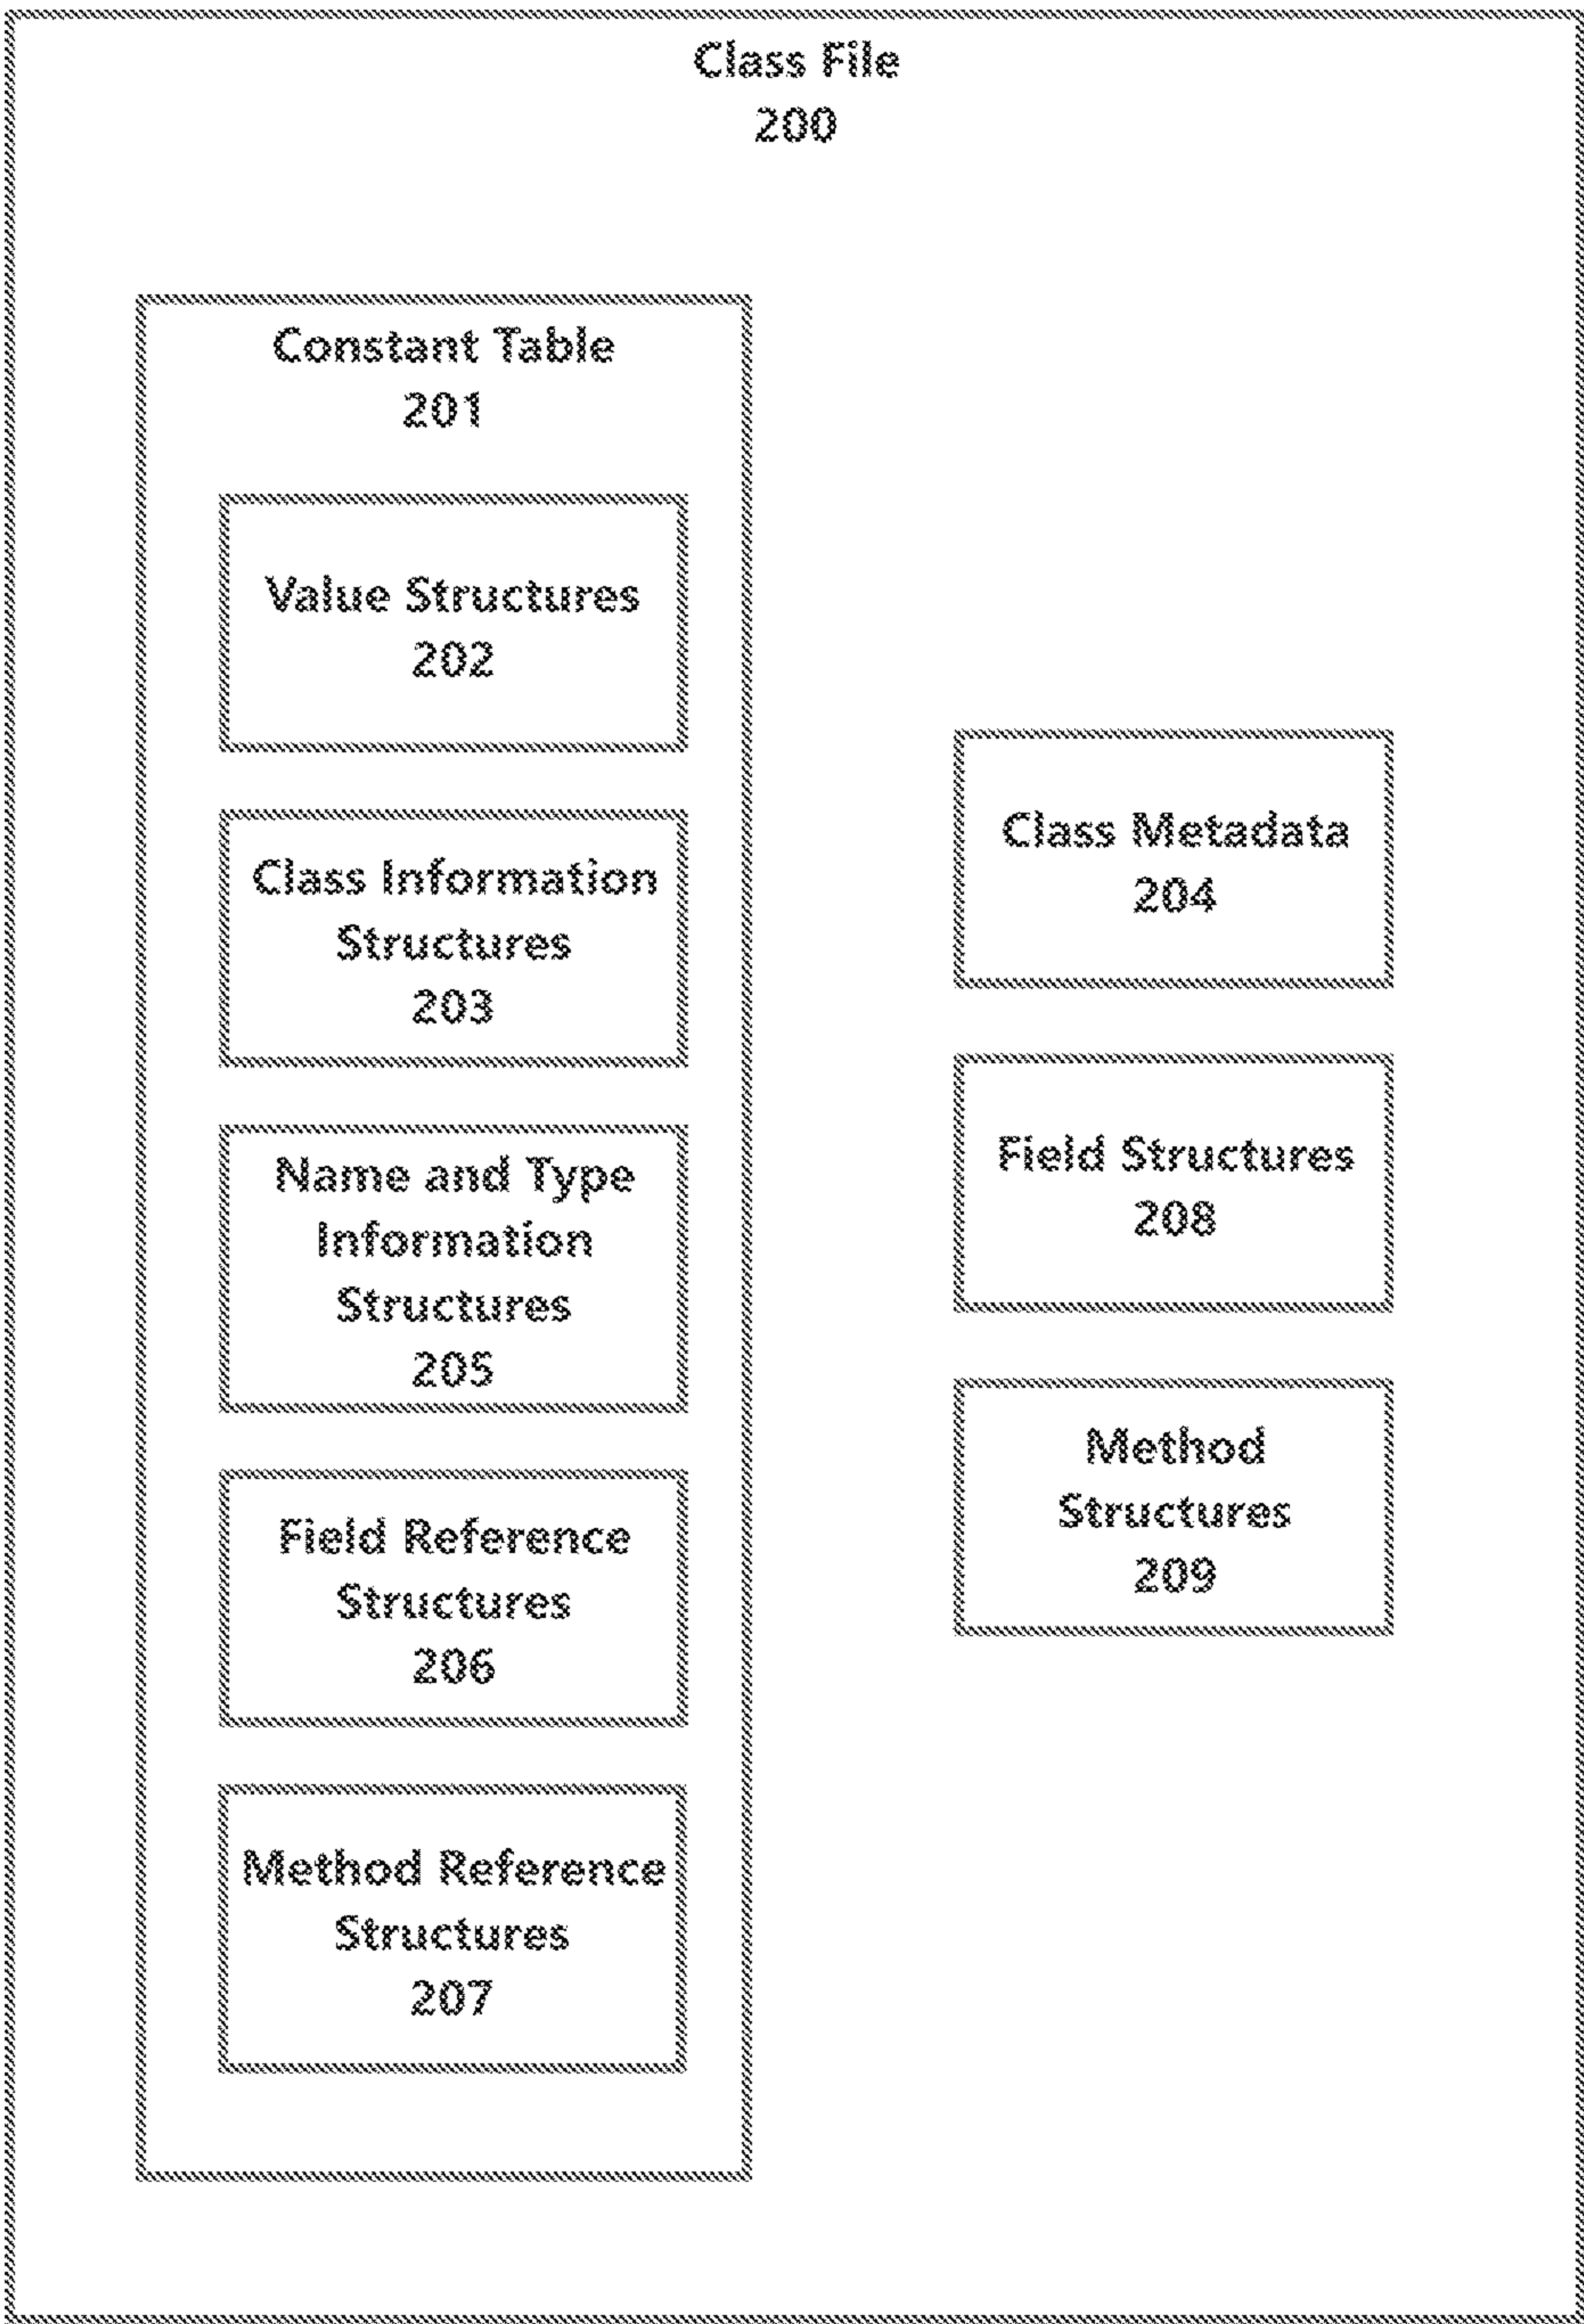 Class File
200
Constant Table
201
Value Structures
202
Class Information
Structures
203
Name and Type
Information
Structures
205
Field Reference
Structures
206
Method Reference
Structures
207
Class Metadata
204
Field Structures
208
Method
Structures
209